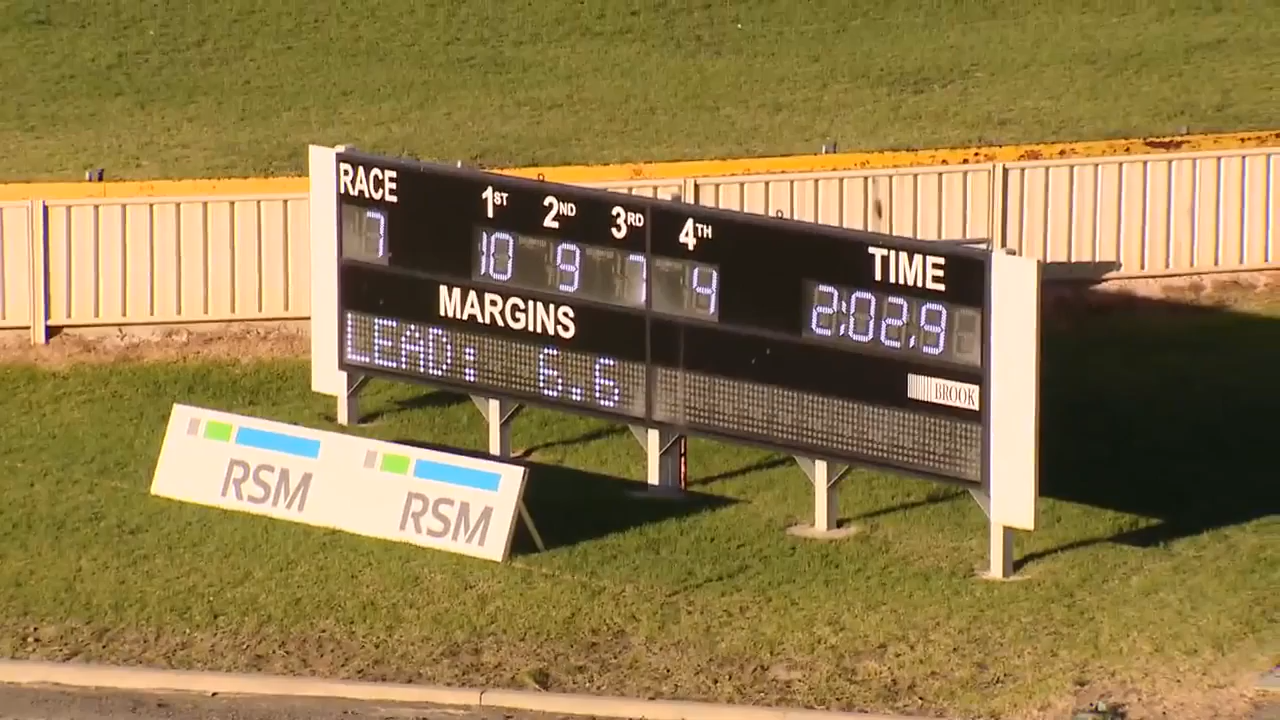 RACE 1ST 2ND 3RD 4TH TIME
7 10 9 7 4 2:02.9
MARGINS
LEAD: 6.6
BROOK
RSM RSM